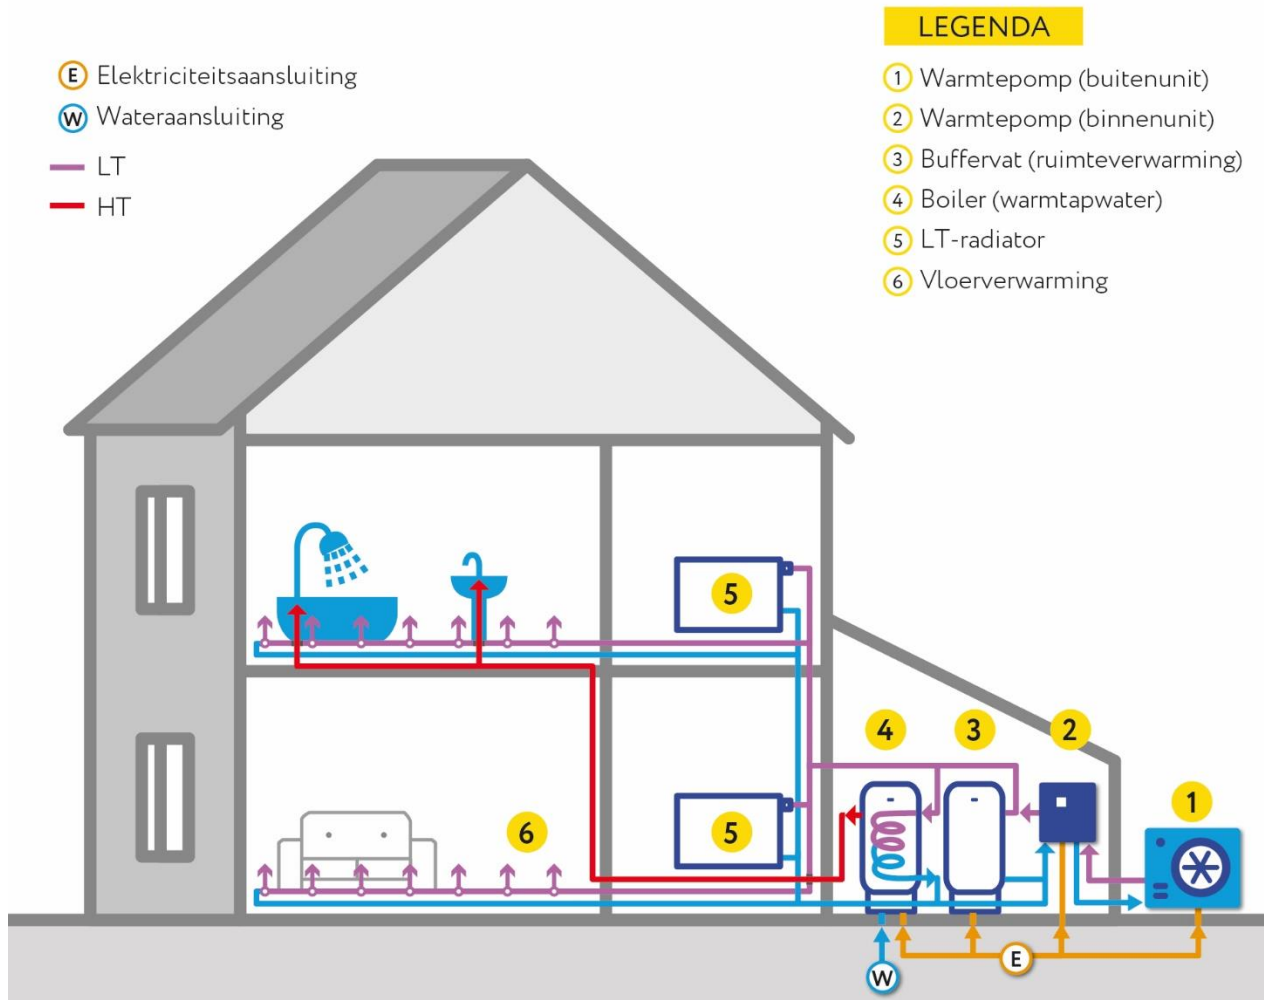 LEGENDA
E Elektriciteitsaansluiting
W Wateraansluiting
LT
HT
1 Warmtepomp (buitenunit)
2 Warmtepomp (binnenunit)
3 Buffervat (ruimteverwarming)
4 Boiler (warmtapwater)
5 LT-radiator
6 Vloerverwarming
5
4
3
2
1
6
5
E
W